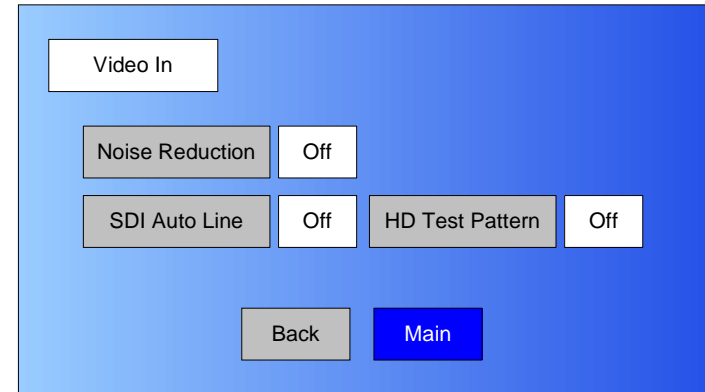 Video In
Noise Reduction Off
SDI Auto Line Off HD Test Pattern Off
Back Main